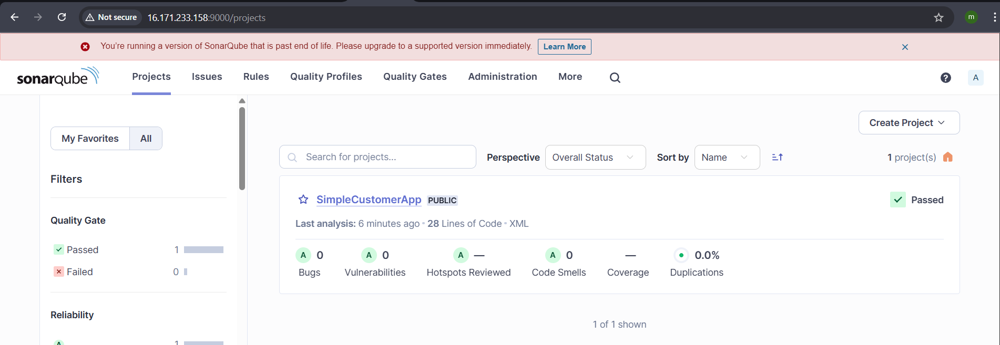 Not secure 16.171.233.158:9000/projects m
You're running a version of SonarQube that is past end of life. Please upgrade to a supported version immediately. Learn More
sonarqube Projects Issues Rules Quality Profiles Quality Gates Administration More ? A
My Favorites All
Filters
Quality Gate
Passed 1
Failed 0
Reliability
A 1
Create Project
Search for projects... Perspective Overall Status Sort by Name 1 project(s)
SimpleCustomerApp PUBLIC Passed
Last analysis: 6 minutes ago • 28 Lines of Code • XML
A 0 A 0 A — A 0 — 0.0%
Bugs Vulnerabilities Hotspots Reviewed Code Smells Coverage Duplications
1 of 1 shown